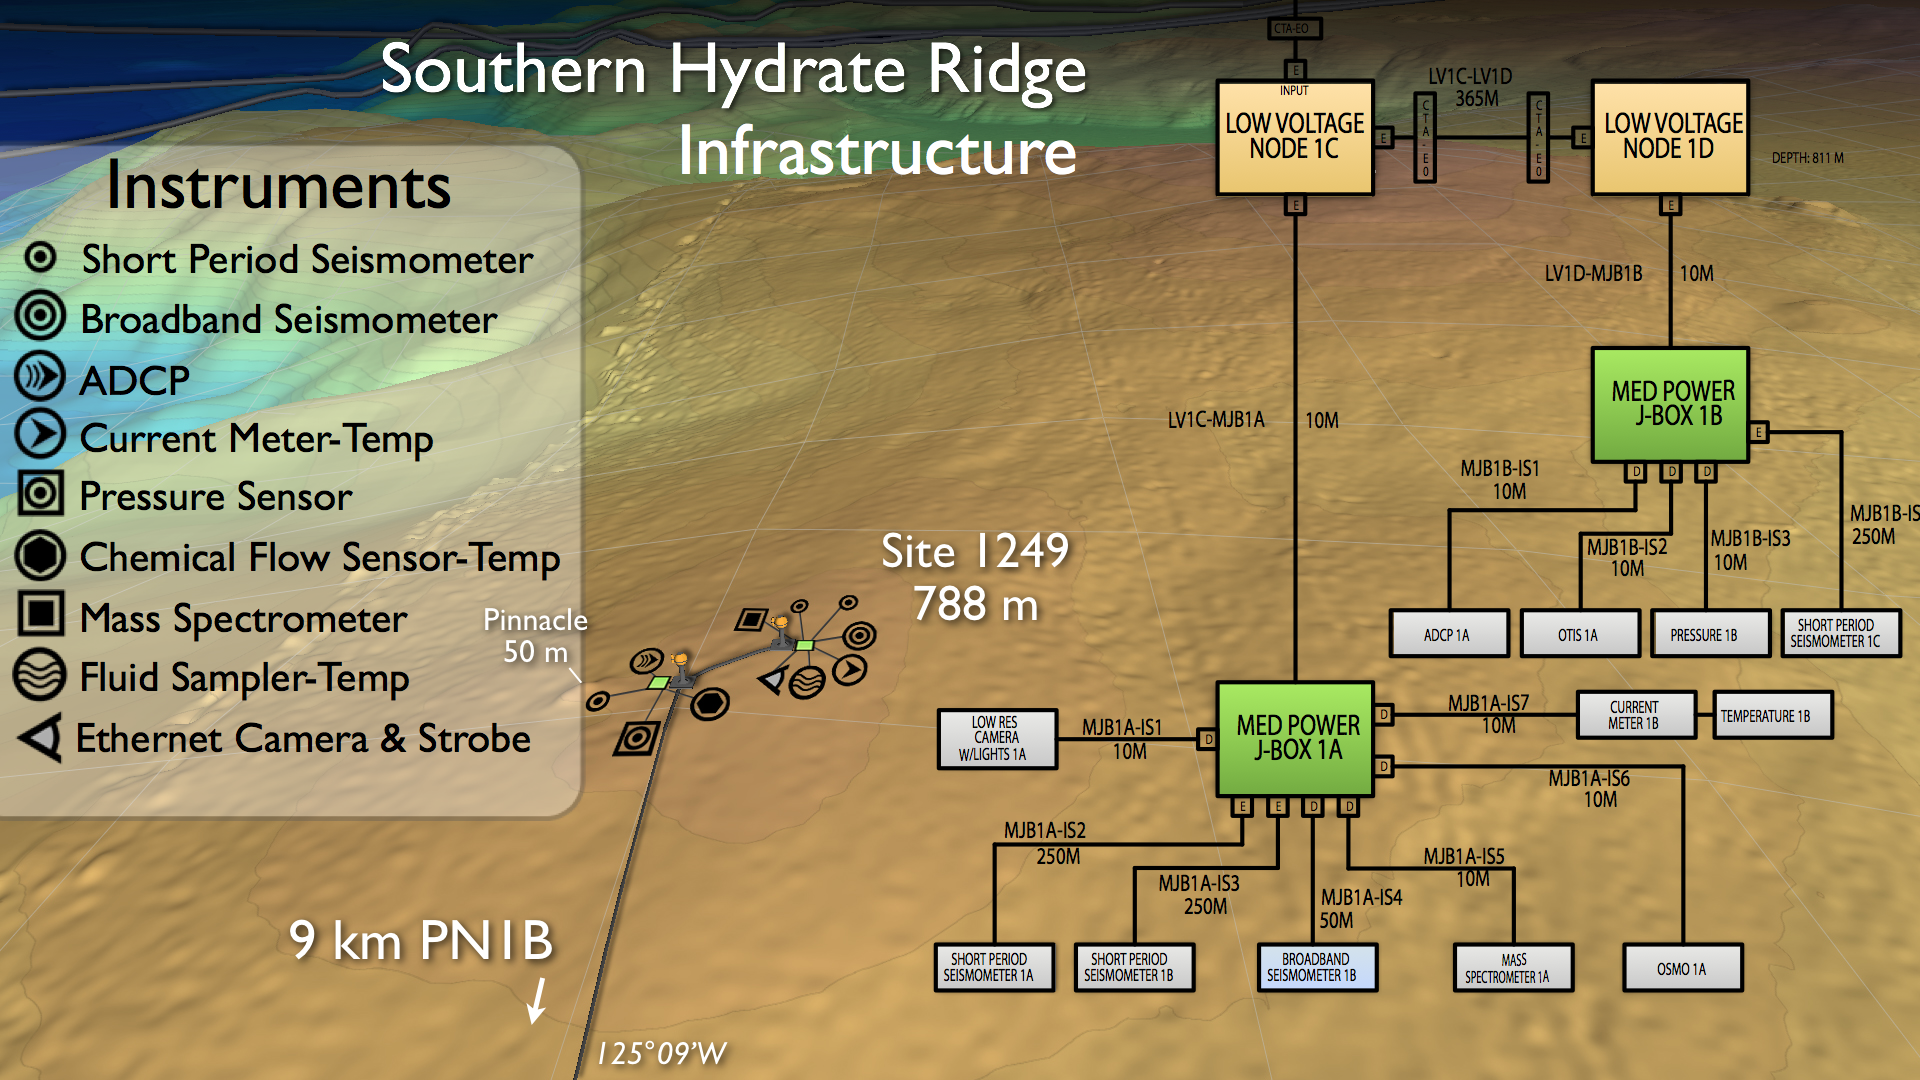 Southern Hydrate Ridge
Infrastructure
Instruments
Short Period Seismometer
Broadband Seismometer
ADCP
Current Meter-Temp
Pressure Sensor
Chemical Flow Sensor-Temp
Mass Spectrometer
Fluid Sampler-Temp
Ethernet Camera & Strobe
Pinnacle
50 m
Site 1249
788 m
9 km PN1B
125°09'W
CTA-EO
E
INPUT
LOW VOLTAGE
NODE 1C
E
E
LV1C-LV1D
365M
CTA-EO
CTA-EO
E
LOW VOLTAGE
NODE 1D
E
DEPTH: 811 M
LV1D-MJB1B
10M
LV1C-MJB1A
10M
MED POWER
J-BOX 1B
E
D
D
D
MJB1B-IS1
10M
MJB1B-IS2
10M
MJB1B-IS3
10M
MJB1B-IS
250M
ADCP 1A
OTIS 1A
PRESSURE 1B
SHORT PERIOD
SEISMOMETER 1C
LOW RES
CAMERA
W/LIGHTS 1A
MJB1A-IS1
10M
D
MED POWER
J-BOX 1A
D
D
E
E
D
D
MJB1A-IS7
10M
CURRENT
METER 1B
TEMPERATURE 1B
MJB1A-IS6
10M
MJB1A-IS2
250M
MJB1A-IS3
250M
MJB1A-IS4
50M
MJB1A-IS5
10M
SHORT PERIOD
SEISMOMETER 1A
SHORT PERIOD
SEISMOMETER 1B
BROADBAND
SEISMOMETER 1B
MASS
SPECTROMETER 1A
OSMO 1A